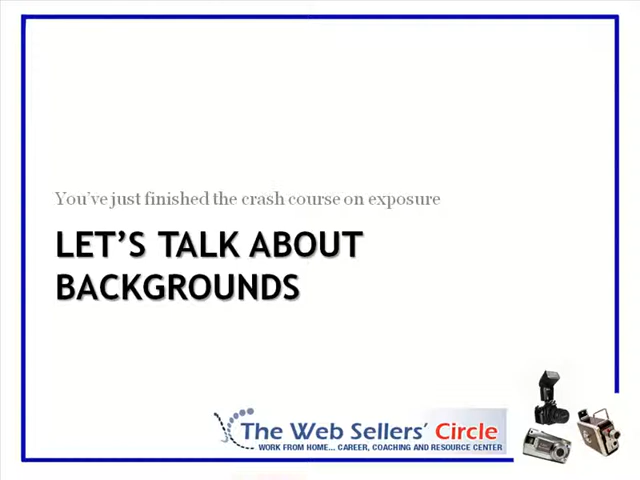 You've just finished the crash course on exposure
LET'S TALK ABOUT
BACKGROUNDS
The Web Sellers' Circle
WORK FROM HOME... CAREER, COACHING AND RESOURCE CENTER